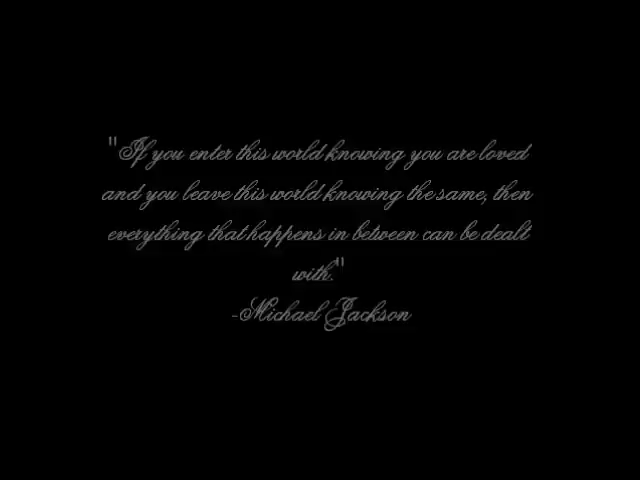 "If you enter this world knowing you are loved
and you leave this world knowing the same, then
everything that happens in between can be dealt
with."
-Michael Jackson